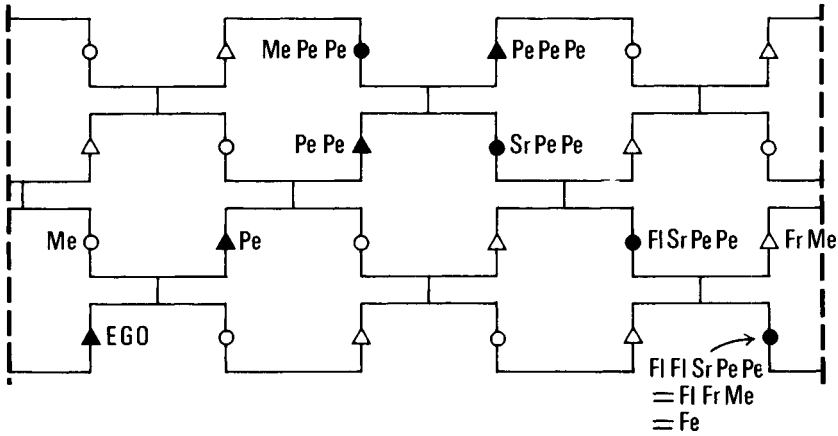 Me Pe Pe
Pe Pe Pe
Pe Pe
Sr Pe Pe
Me
Pe
Fl Sr Pe Pe
Fr Me
EGO
Fl Fl Sr Pe Pe
= Fl Fr Me
= Fe